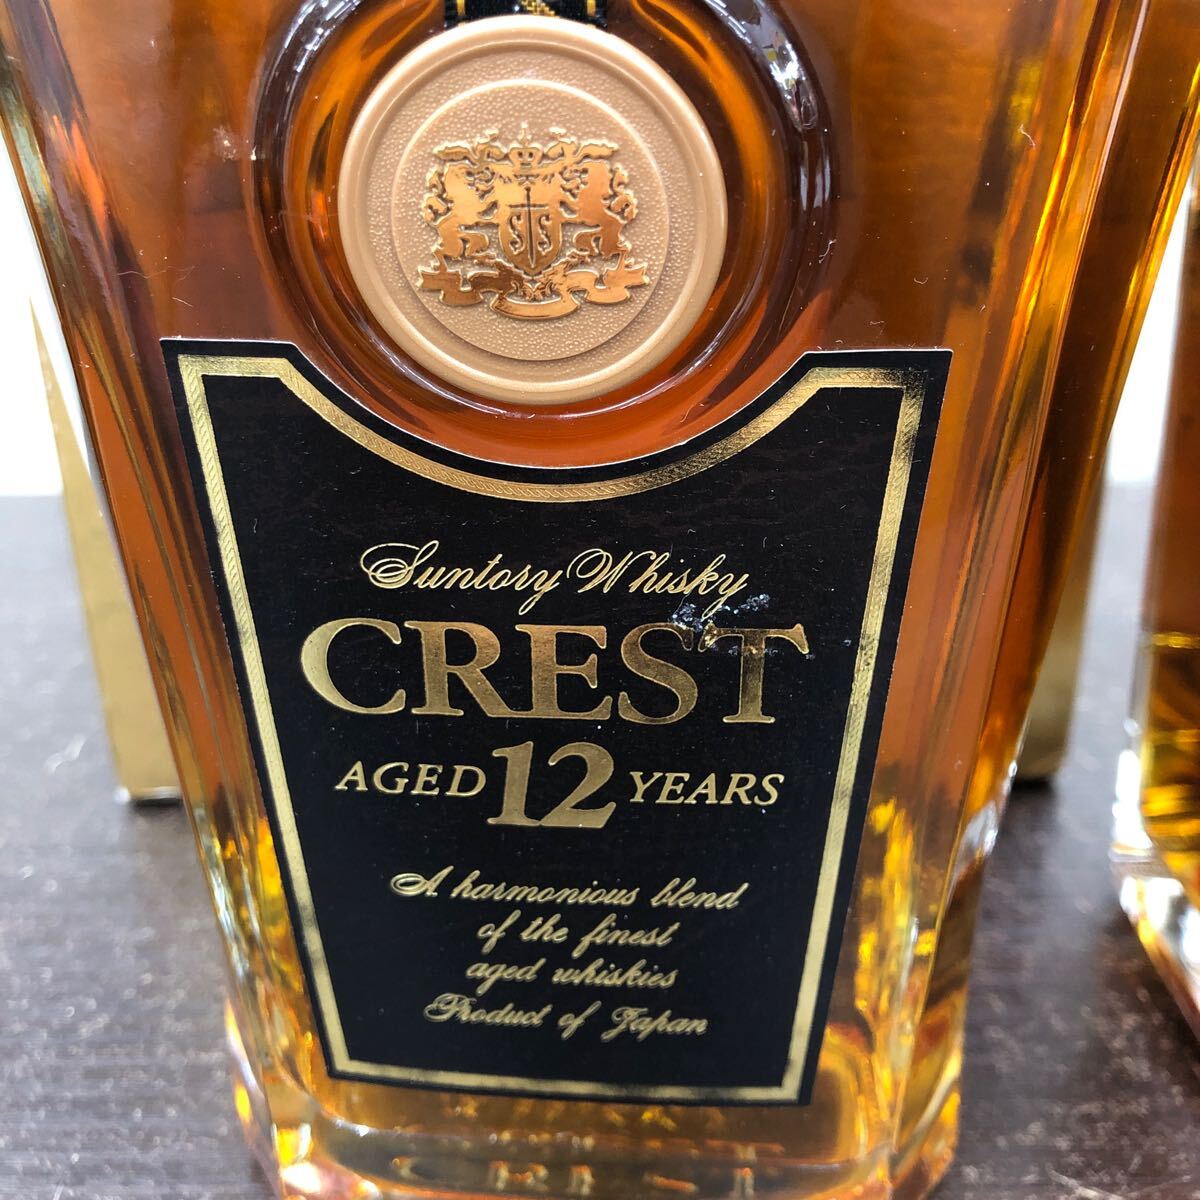 Suntory Whisky
CREST
AGED 12 YEARS
A harmonious blend
of the finest
aged whiskies
Product of Japan